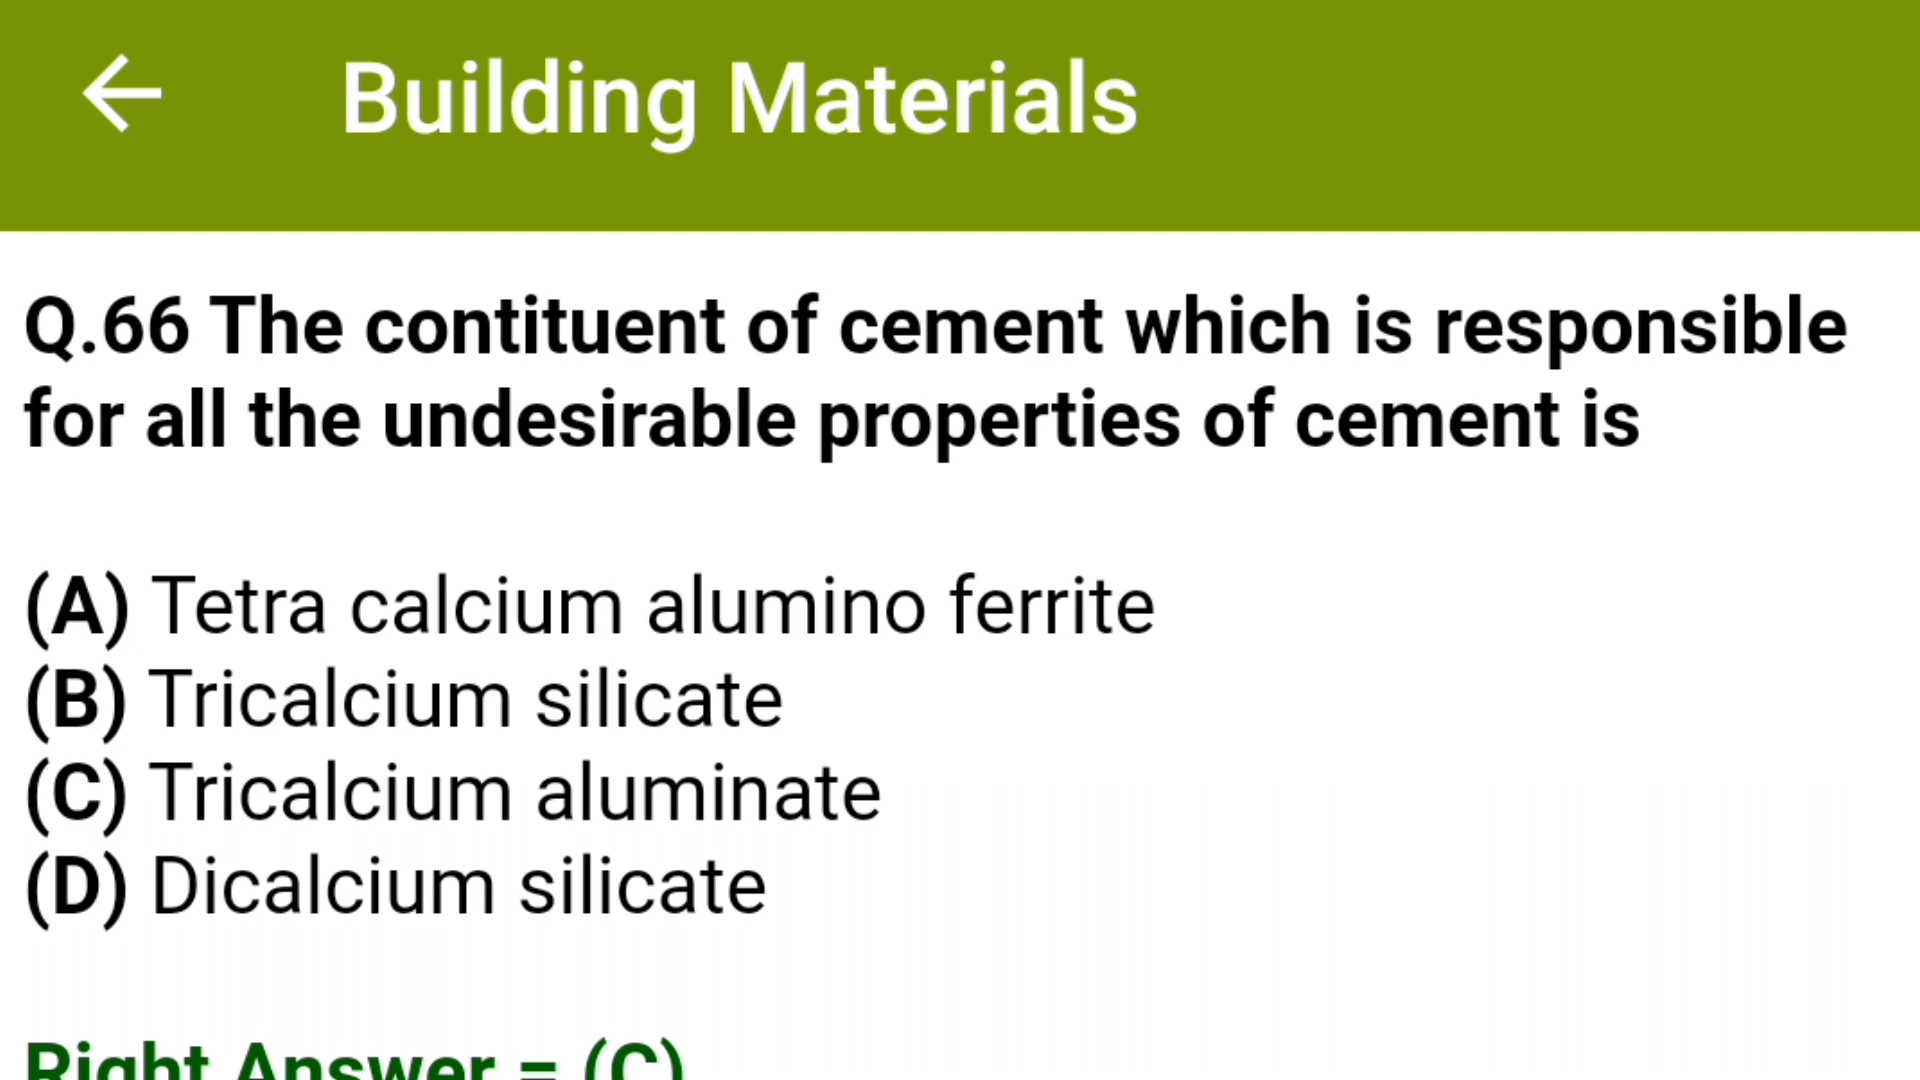 Building Materials
Q.66 The contituent of cement which is responsible
for all the undesirable properties of cement is
(A) Tetra calcium alumino ferrite
(B) Tricalcium silicate
(C) Tricalcium aluminate
(D) Dicalcium silicate
Right Answer = (C)